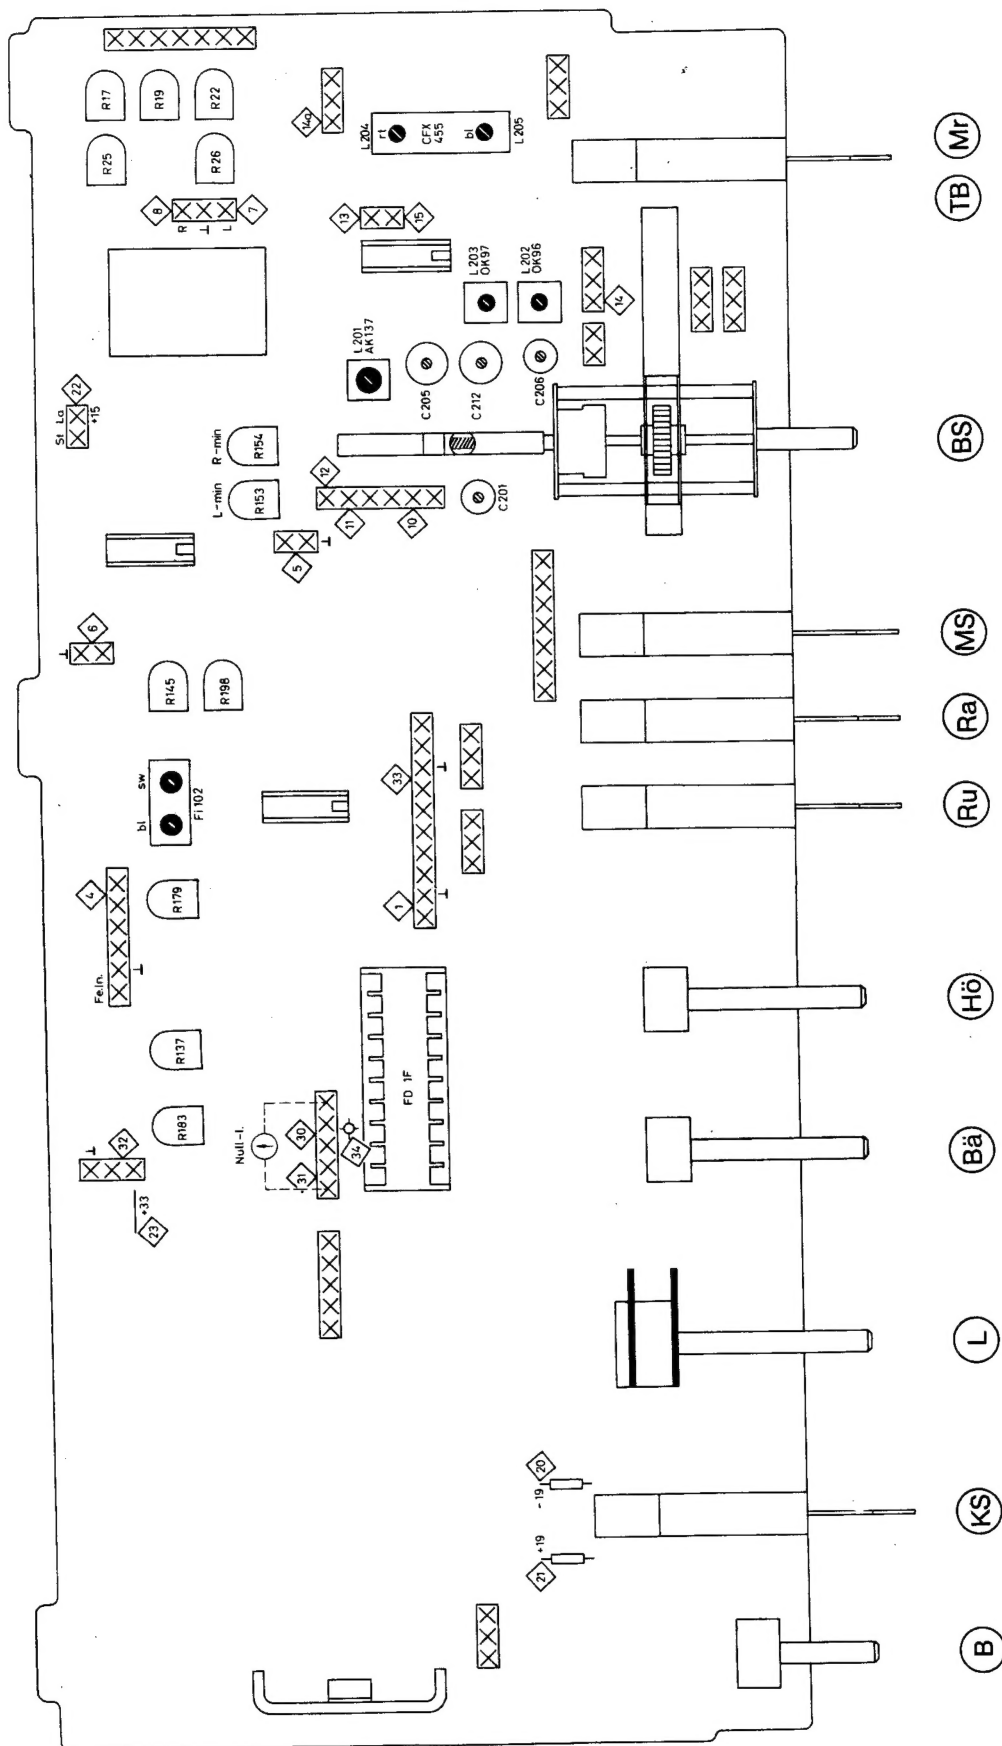 R17
R19
R22
R25
R26
14a
L204
rt
CFX
455
bl
L205
Mr
TB
8
R
⊥
L
7
13
15
L203
OK97
L202
OK96
14
L201
AK137
C205
C212
C206
St La
22
+15
R-min
R154
L-min
R153
12
11
10
C201
5
⊥
BS
⊥
6
R145
R198
MS
bl
sw
Fi102
33
⊥
Ra
Ru
4
Fe.In.
⊥
R179
1
⊥
Hö
R137
R183
Null-I.
30
31
34
FD 1F
⊥
32
+33
23
Bä
L
20
-19
+19
21
KS
B